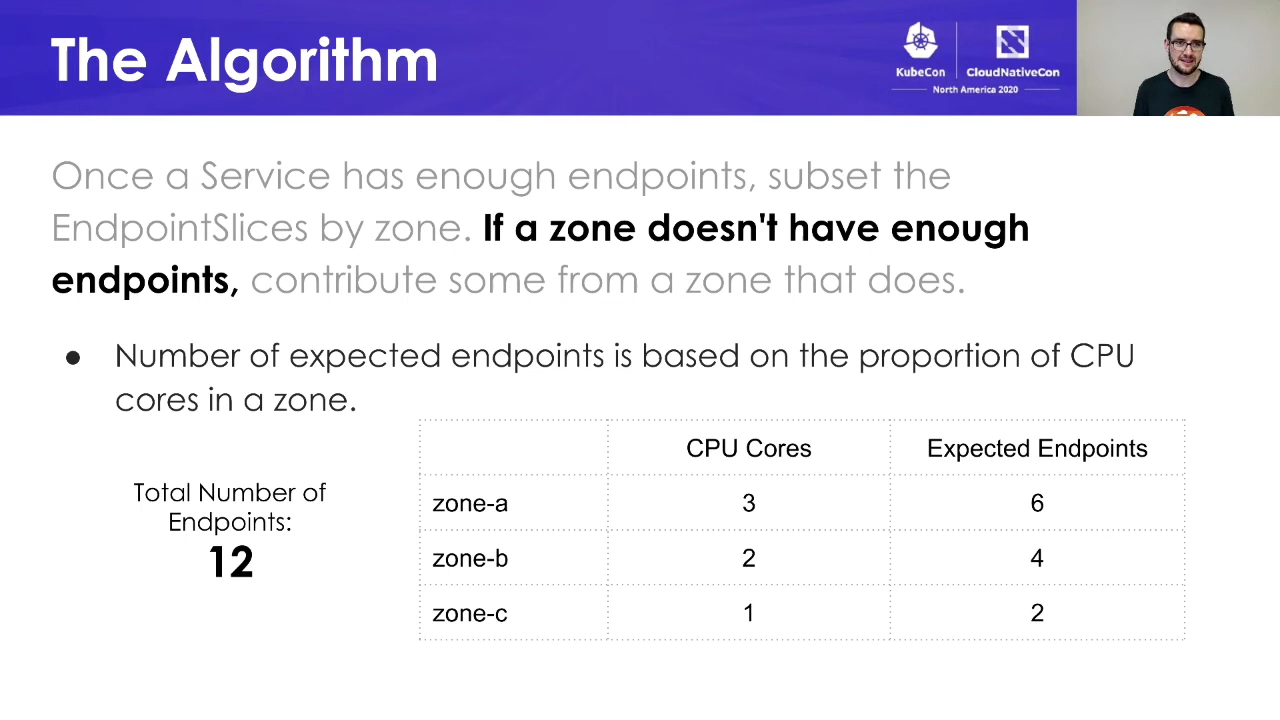 The Algorithm
KubeCon
CloudNativeCon
North America 2020
Once a Service has enough endpoints, subset the
EndpointSlices by zone. If a zone doesn't have enough
endpoints, contribute some from a zone that does.
● Number of expected endpoints is based on the proportion of CPU
cores in a zone.
CPU Cores Expected Endpoints
Total Number of
Endpoints:
12
zone-a 3 6
zone-b 2 4
zone-c 1 2